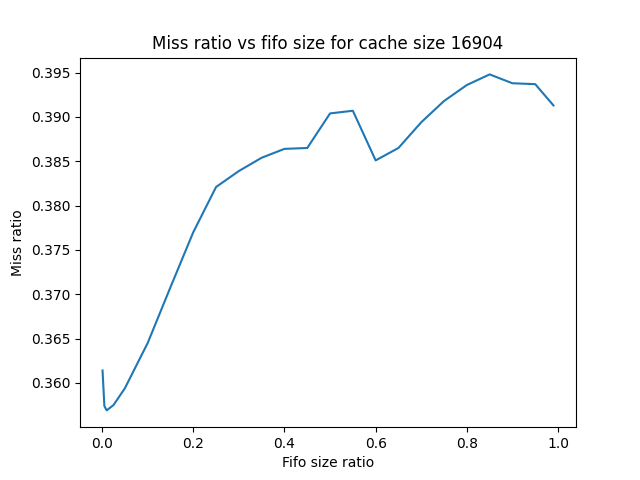 Miss ratio vs fifo size for cache size 16904
0.395
0.390
0.385
0.380
0.375
0.370
0.365
0.360
Miss ratio
0.0 0.2 0.4 0.6 0.8 1.0
Fifo size ratio